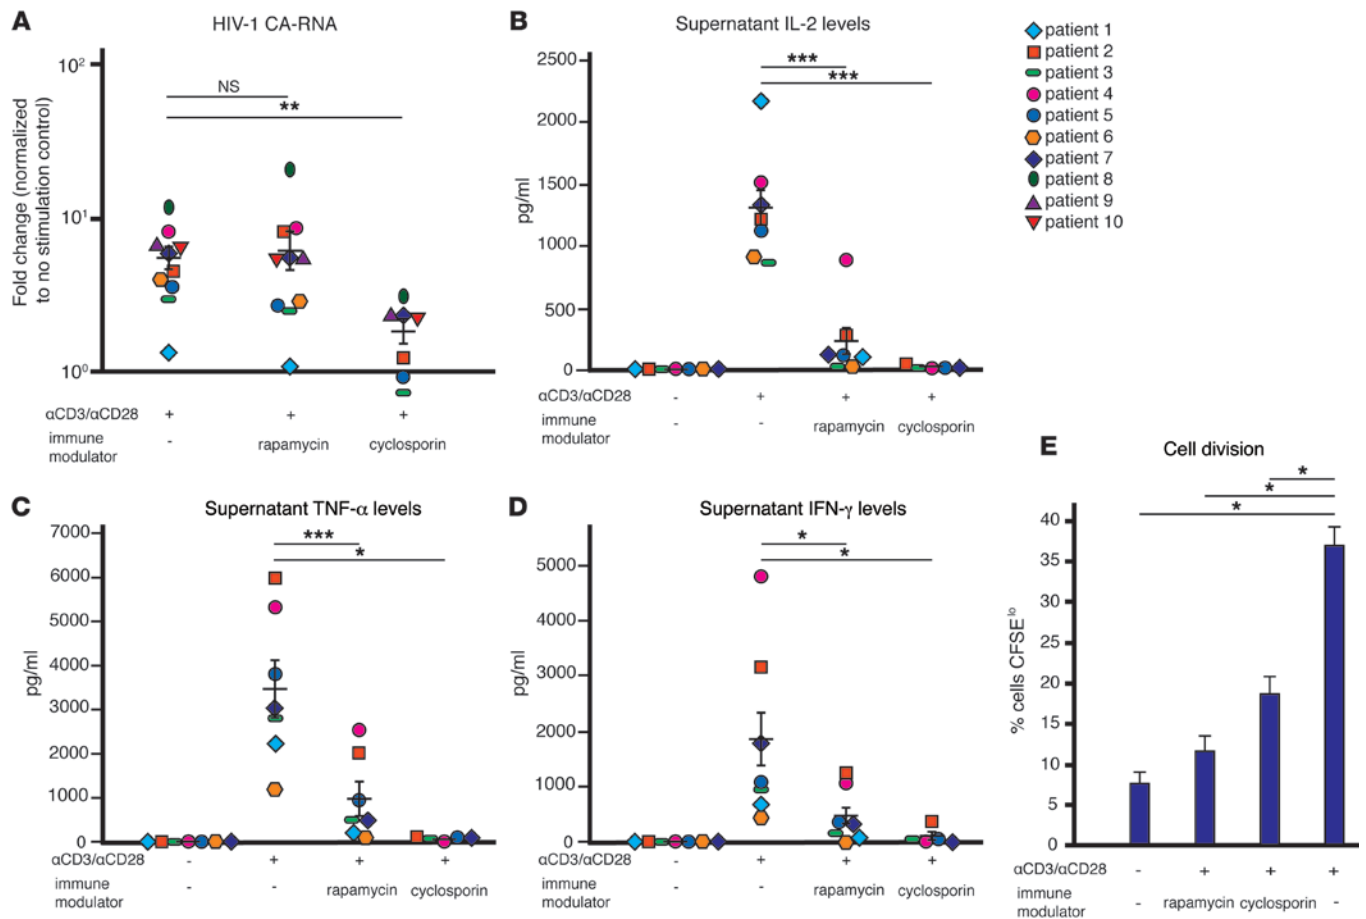 A
HIV-1 CA-RNA
Fold change (normalized
to no stimulation control)
10²
10¹
10⁰
NS
**
αCD3/αCD28 + + +
immune
modulator - rapamycin cyclosporin
B
Supernatant IL-2 levels
pg/ml
2500
2000
1500
1000
500
0
***
***
αCD3/αCD28 - + + +
immune
modulator - - rapamycin cyclosporin
patient 1
patient 2
patient 3
patient 4
patient 5
patient 6
patient 7
patient 8
patient 9
patient 10
C
Supernatant TNF-α levels
pg/ml
7000
6000
5000
4000
3000
2000
1000
0
***
*
αCD3/αCD28 - + + +
immune
modulator - - rapamycin cyclosporin
D
Supernatant IFN-γ levels
pg/ml
5000
4000
3000
2000
1000
0
*
*
αCD3/αCD28 - + + +
immune
modulator - - rapamycin cyclosporin
E
Cell division
% cells CFSE^lo
40
35
30
25
20
15
10
5
0
*
*
*
αCD3/αCD28 - + + +
immune
modulator - rapamycin cyclosporin -